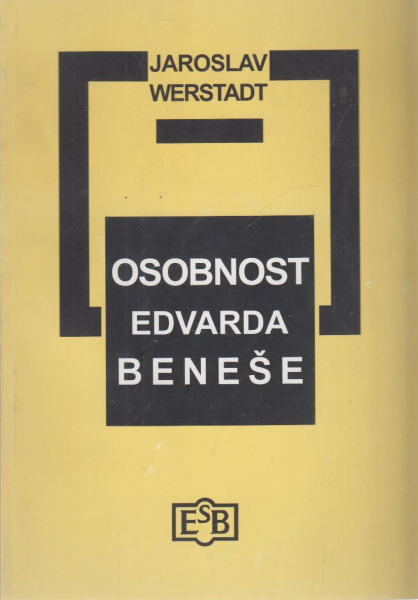 JAROSLAV
WERSTADT
OSOBNOST
EDVARDA
BENEŠE
ESB